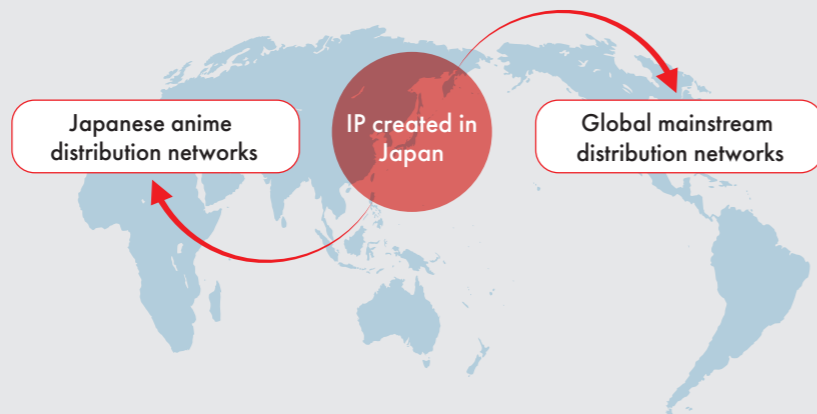 Japanese anime
distribution networks
IP created in
Japan
Global mainstream
distribution networks